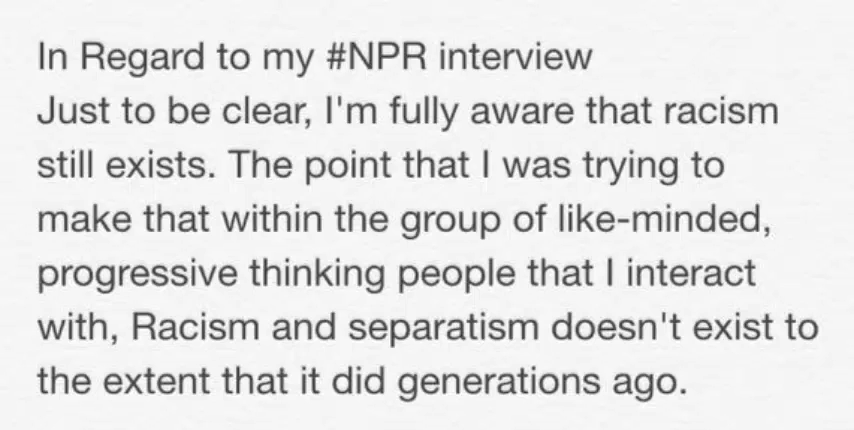 In Regard to my #NPR interview
Just to be clear, I'm fully aware that racism
still exists. The point that I was trying to
make that within the group of like-minded,
progressive thinking people that I interact
with, Racism and separatism doesn't exist to
the extent that it did generations ago.